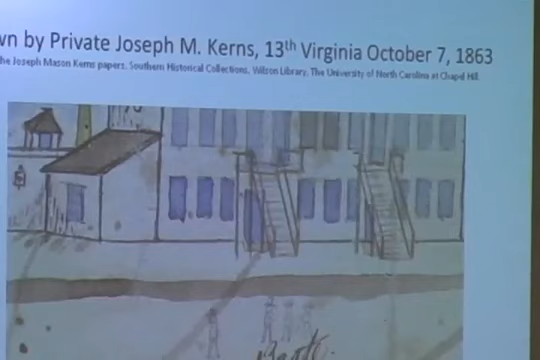 wn by Private Joseph M. Kerns, 13th Virginia October 7, 1863
he Joseph Mason Kerns papers, Southern Historical Collections, Wilson Library, The University of North Carolina at Chapel Hill.